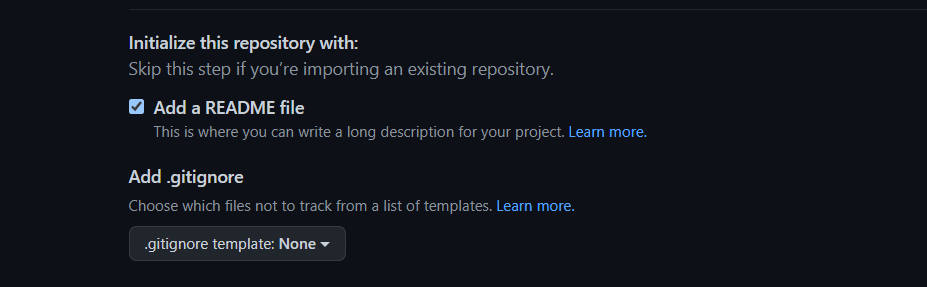 Initialize this repository with:
Skip this step if you’re importing an existing repository.
Add a README file
This is where you can write a long description for your project. Learn more.
Add .gitignore
Choose which files not to track from a list of templates. Learn more.
.gitignore template: None